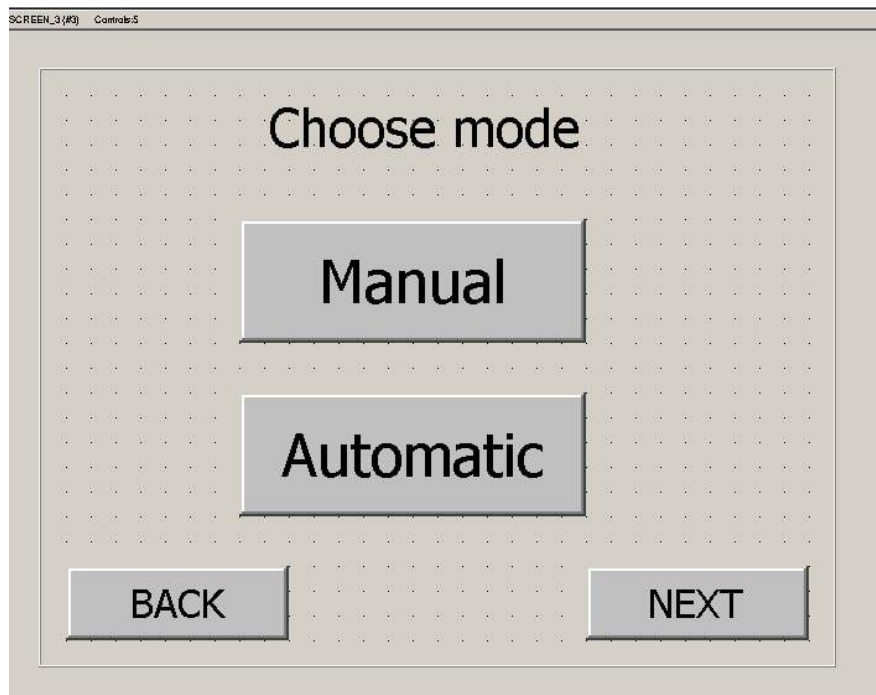 SCREEN_3 (#3) Controls:5
Choose mode
Manual
Automatic
BACK NEXT